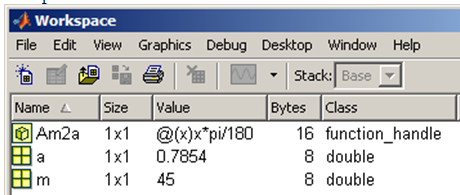 Workspace
File Edit View Graphics Debug Desktop Window Help
Stack: Base
Name Size Value Bytes Class
Am2a 1x1 @(x)x*pi/180 16 function_handle
a 1x1 0.7854 8 double
m 1x1 45 8 double